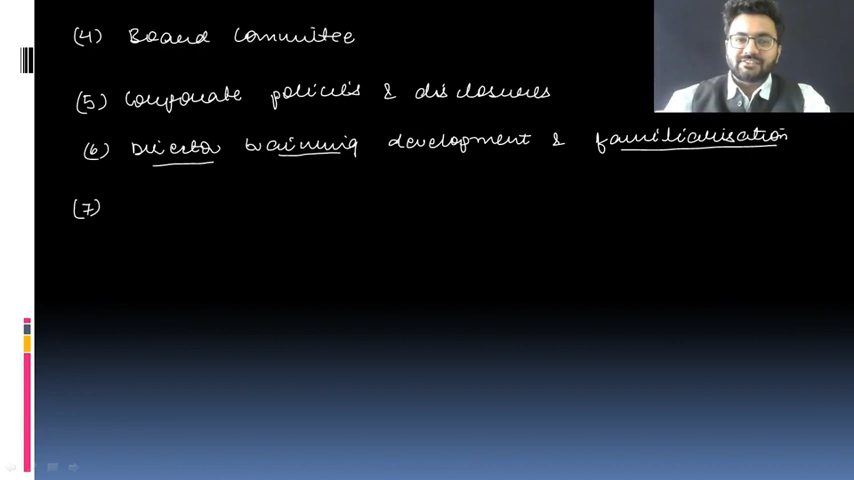 (4) Board Committee
(5) Corporate policies & disclosures
(6) Director training development & familiarisation
(7)